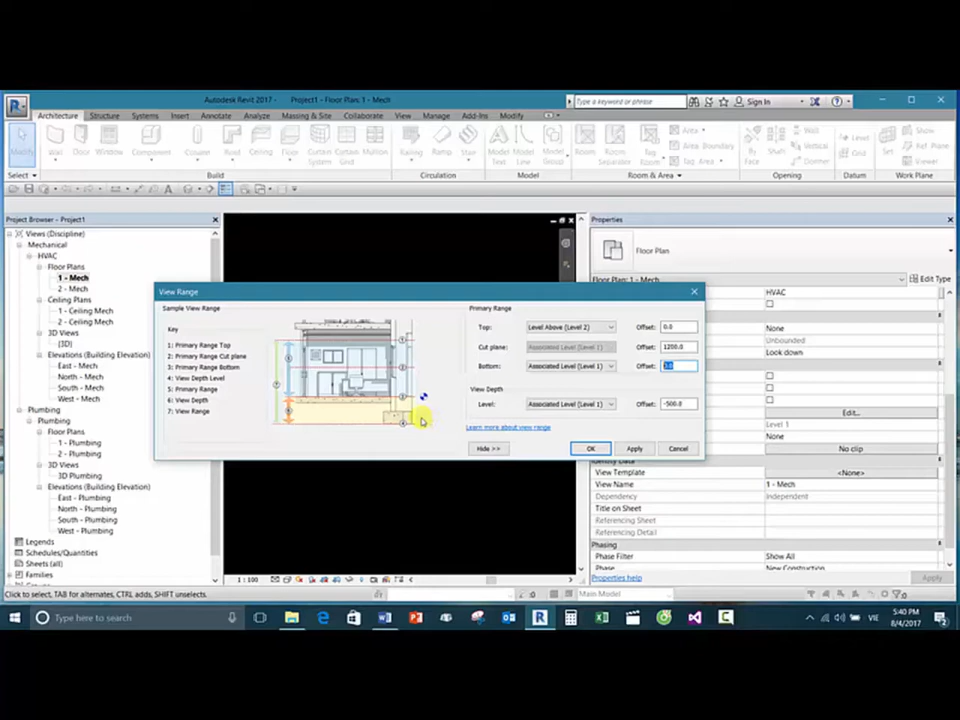 Autodesk Revit 2017 - Project1 - Floor Plan: 1 - Mech
Type a keyword or phrase
Sign In
Architecture Structure Systems Insert Annotate Analyze Massing & Site Collaborate View Manage Add-Ins Modify
Modify Wall Door Window Component Column Roof Ceiling Floor Curtain System Curtain Grid Mullion Railing Ramp Stair Model Text Model Line Model Group Room Room Separator Tag Room Area Area Boundary Tag Area By Face Shaft Wall Vertical Dormer Level Grid Set Show Ref Plane Viewer
Select Build Circulation Model Room & Area Opening Datum Work Plane
Project Browser - Project1
Properties
Views (Discipline)
Mechanical
HVAC
Floor Plans
1 - Mech
2 - Mech
Ceiling Plans
1 - Ceiling Mech
2 - Ceiling Mech
3D Views
{3D}
Elevations (Building Elevation)
East - Mech
North - Mech
South - Mech
West - Mech
Plumbing
Plumbing
Floor Plans
1 - Plumbing
2 - Plumbing
3D Views
3D Plumbing
Elevations (Building Elevation)
East - Plumbing
North - Plumbing
South - Plumbing
West - Plumbing
Legends
Schedules/Quantities
Sheets (all)
Families
View Range
Sample View Range
Key
1: Primary Range Top
2: Primary Range Cut plane
3: Primary Range Bottom
4: View Depth Level
5: Primary Range
6: View Depth
7: View Range
Primary Range
Top: Level Above (Level 2) Offset: 0.0
Cut plane: Associated Level (Level 1) Offset: 1200.0
Bottom: Associated Level (Level 1) Offset: 0.0
View Depth
Level: Associated Level (Level 1) Offset: -500.0
Learn more about view range
Hide >> OK Apply Cancel
Floor Plan
Floor Plan: 1 - Mech Edit Type
HVAC
None
Unbounded
Look down
Edit...
Level 1
None
No clip
Identity Data
View Template <None>
View Name 1 - Mech
Dependency Independent
Title on Sheet
Referencing Sheet
Referencing Detail
Phasing
Phase Filter Show All
Phase New Construction
Properties help Apply
1 : 100
Click to select, TAB for alternates, CTRL adds, SHIFT unselects.
:0
Main Model
:0
Type here to search
VIE
5:40 PM
8/4/2017